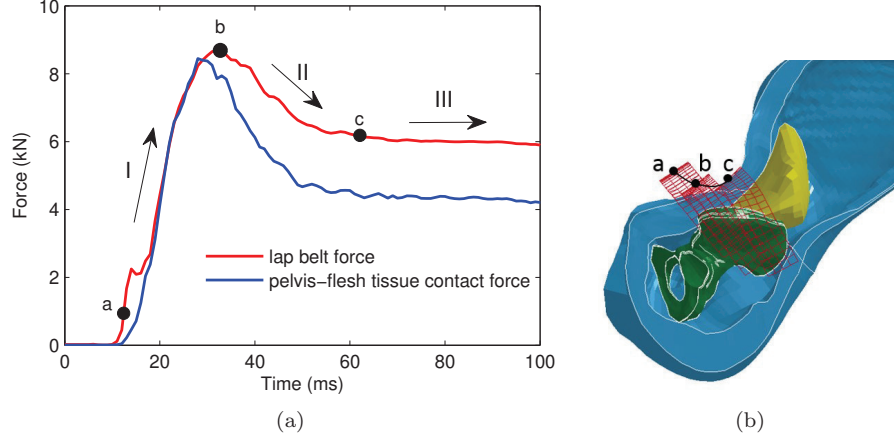 10
8
6
4
2
0
Force (kN)
a
I
b
II
c
III
lap belt force
pelvis−flesh tissue contact force
0 20 40 60 80 100
Time (ms)
(a)
a b c
(b)